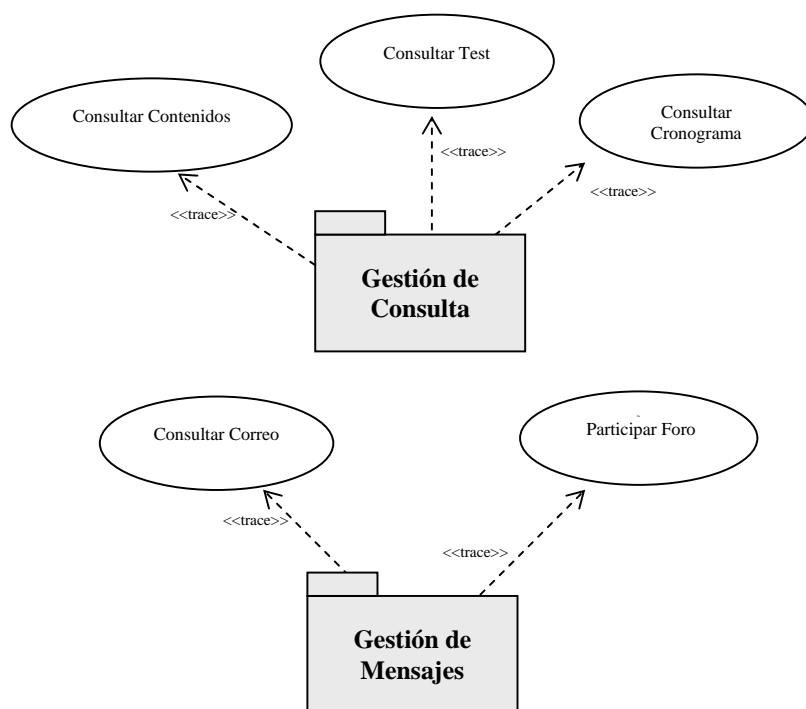 Consultar Test
Consultar Contenidos
Consultar
Cronograma
<<trace>>
<<trace>>
<<trace>>
Gestión de
Consulta
Consultar Correo
Participar Foro
<<trace>>
<<trace>>
Gestión de
Mensajes